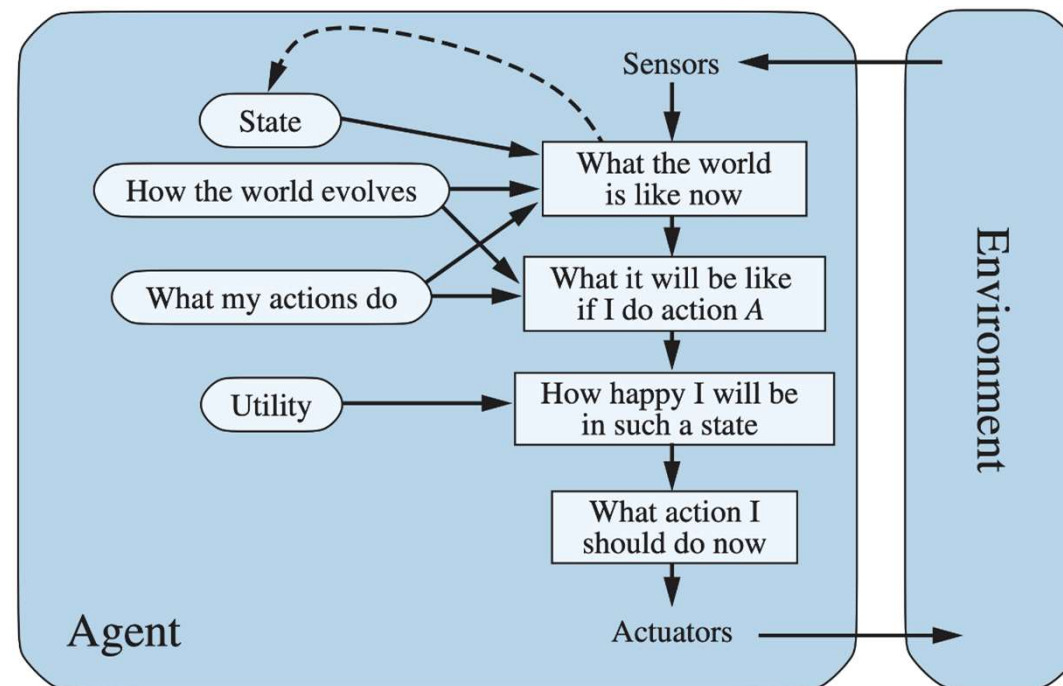 Sensors
State
What the world
is like now
How the world evolves
What it will be like
if I do action A
What my actions do
How happy I will be
in such a state
Utility
What action I
should do now
Agent
Actuators
Environment